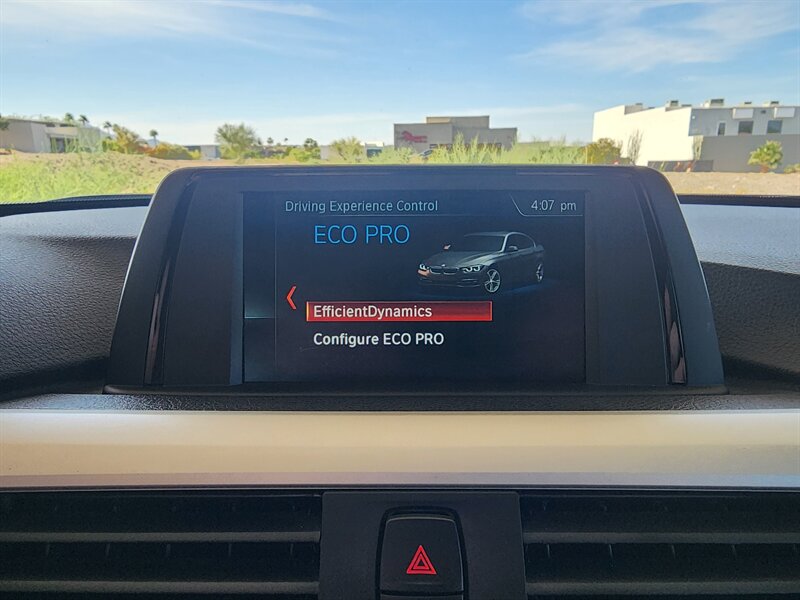 Driving Experience Control
4:07 pm
ECO PRO
EfficientDynamics
Configure ECO PRO